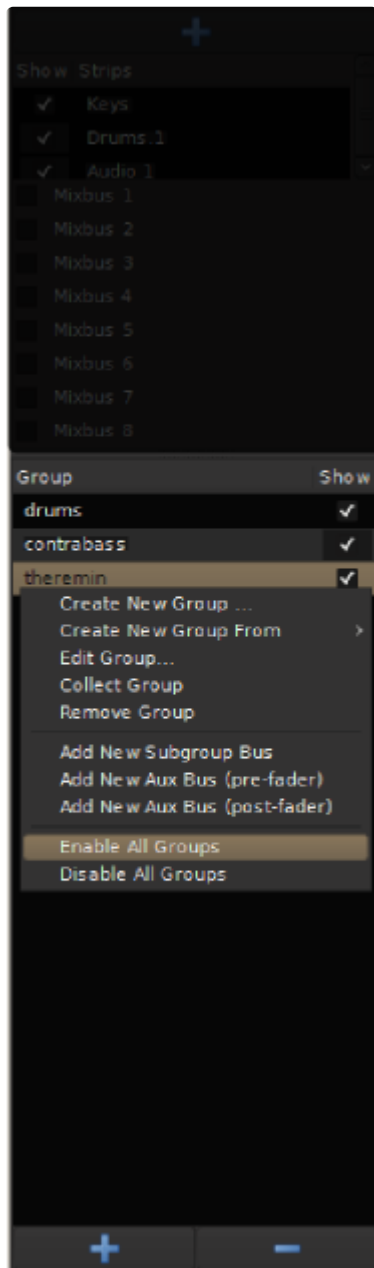 Show Strips
Keys
Drums 1
Audio 1
Mixbus 1
Mixbus 2
Mixbus 3
Mixbus 4
Mixbus 5
Mixbus 6
Mixbus 7
Mixbus 8
Group Show
drums
contrabass
theremin
Create New Group ...
Create New Group From
Edit Group...
Collect Group
Remove Group
Add New Subgroup Bus
Add New Aux Bus (pre-fader)
Add New Aux Bus (post-fader)
Enable All Groups
Disable All Groups